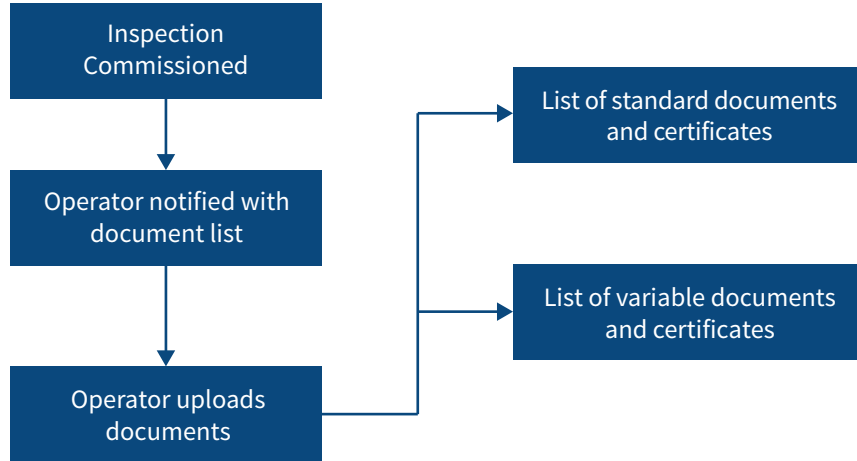 Inspection
Commissioned
Operator notified with
document list
Operator uploads
documents
List of standard documents
and certificates
List of variable documents
and certificates